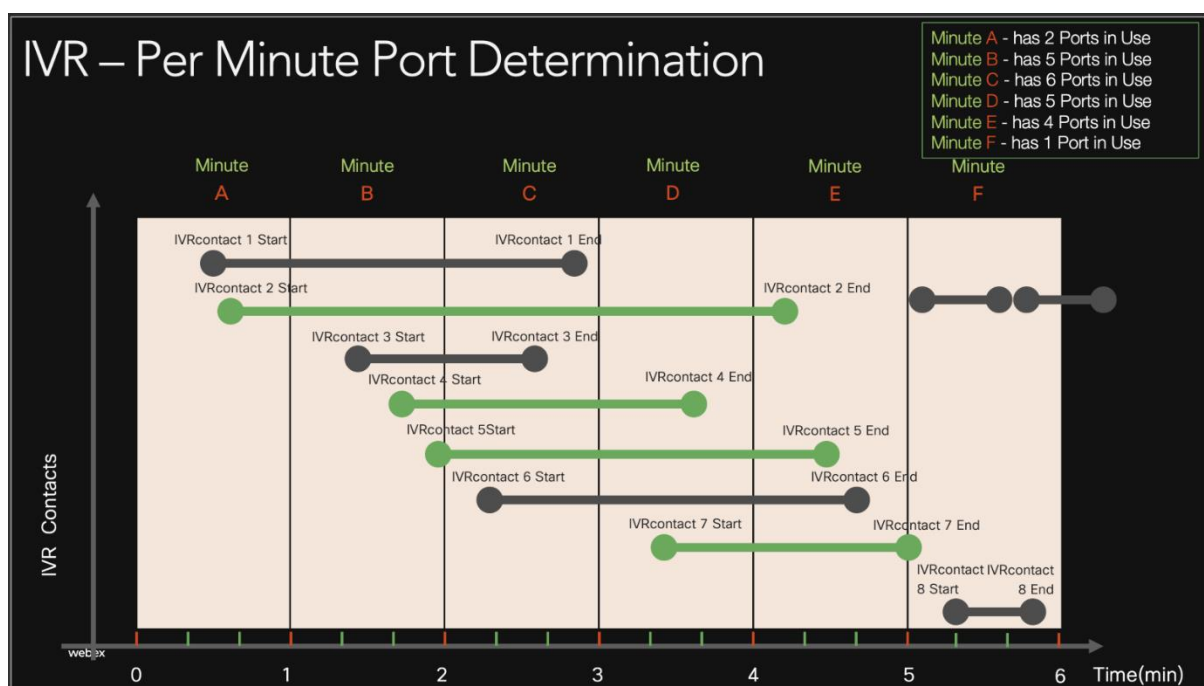 IVR – Per Minute Port Determination
Minute A - has 2 Ports in Use
Minute B - has 5 Ports in Use
Minute C - has 6 Ports in Use
Minute D - has 5 Ports in Use
Minute E - has 4 Ports in Use
Minute F - has 1 Port in Use
Minute Minute Minute Minute Minute Minute
A B C D E F
IVRcontact 1 Start IVRcontact 1 End
IVRcontact 2 Start IVRcontact 2 End
IVRcontact 3 Start IVRcontact 3 End
IVRcontact 4 Start IVRcontact 4 End
IVRcontact 5Start IVRcontact 5 End
IVRcontact 6 Start IVRcontact 6 End
IVRcontact 7 Start IVRcontact 7 End
IVRcontact IVRcontact
8 Start 8 End
IVR Contacts
webex
0 1 2 3 4 5 6 Time(min)